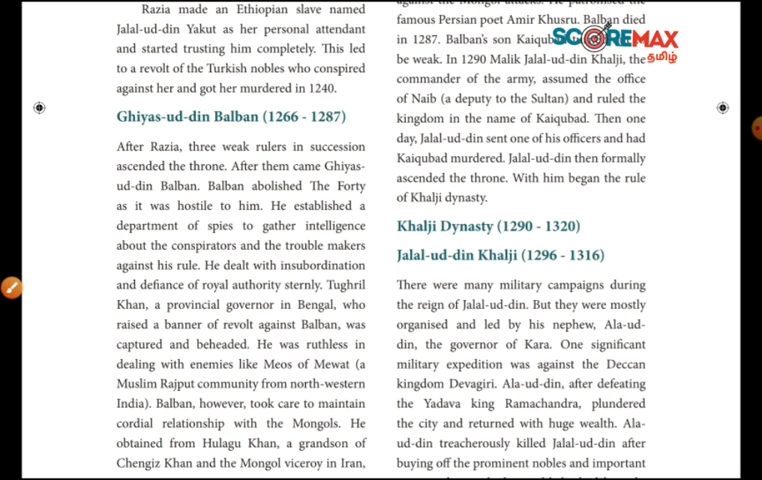 Razia made an Ethiopian slave named
Jalal-ud-din Yakut as her personal attendant
and started trusting him completely. This led
to a revolt of the Turkish nobles who conspired
against her and got her murdered in 1240.
Ghiyas-ud-din Balban (1266 - 1287)
After Razia, three weak rulers in succession
ascended the throne. After them came Ghiyas-
ud-din Balban. Balban abolished The Forty
as it was hostile to him. He established a
department of spies to gather intelligence
about the conspirators and the trouble makers
against his rule. He dealt with insubordination
and defiance of royal authority sternly. Tughril
Khan, a provincial governor in Bengal, who
raised a banner of revolt against Balban, was
captured and beheaded. He was ruthless in
dealing with enemies like Meos of Mewat (a
Muslim Rajput community from north-western
India). Balban, however, took care to maintain
cordial relationship with the Mongols. He
obtained from Hulagu Khan, a grandson of
Chengiz Khan and the Mongol viceroy in Iran,
famous Persian poet Amir Khusru. Balban died
in 1287. Balban's son Kaiqubad
be weak. In 1290 Malik Jalal-ud-din Khalji, the
commander of the army, assumed the office
of Naib (a deputy to the Sultan) and ruled the
kingdom in the name of Kaiqubad. Then one
day, Jalal-ud-din sent one of his officers and had
Kaiqubad murdered. Jalal-ud-din then formally
ascended the throne. With him began the rule
of Khalji dynasty.
Khalji Dynasty (1290 - 1320)
Jalal-ud-din Khalji (1296 - 1316)
There were many military campaigns during
the reign of Jalal-ud-din. But they were mostly
organised and led by his nephew, Ala-ud-
din, the governor of Kara. One significant
military expedition was against the Deccan
kingdom Devagiri. Ala-ud-din, after defeating
the Yadava king Ramachandra, plundered
the city and returned with huge wealth. Ala-
ud-din treacherously killed Jalal-ud-din after
buying off the prominent nobles and important
SCOREMAX
தமிழ்